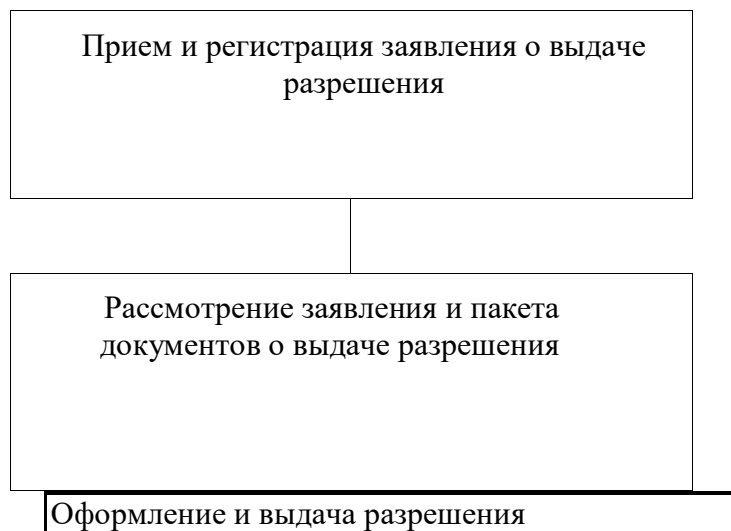 Прием и регистрация заявления о выдаче
разрешения
Рассмотрение заявления и пакета
документов о выдаче разрешения
Оформление и выдача разрешения